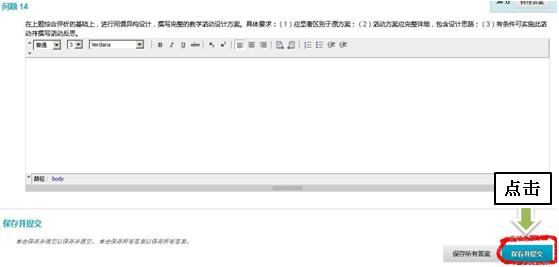 问题 14
保存答案
在上题综合评析的基础上，进行同课异构设计，撰写完整的教学活动设计方案。具体要求：（1）应显著区别于原方案；（2）活动方案应完整详细，包含设计思路；（3）有条件可实施此活
动并撰写活动反思。
普通 3 Verdana B I U abc
路径： body
点击
保存并提交
单击保存并提交以保存并提交。 单击保存所有答案以保存所有答案。
保存所有答案 保存并提交